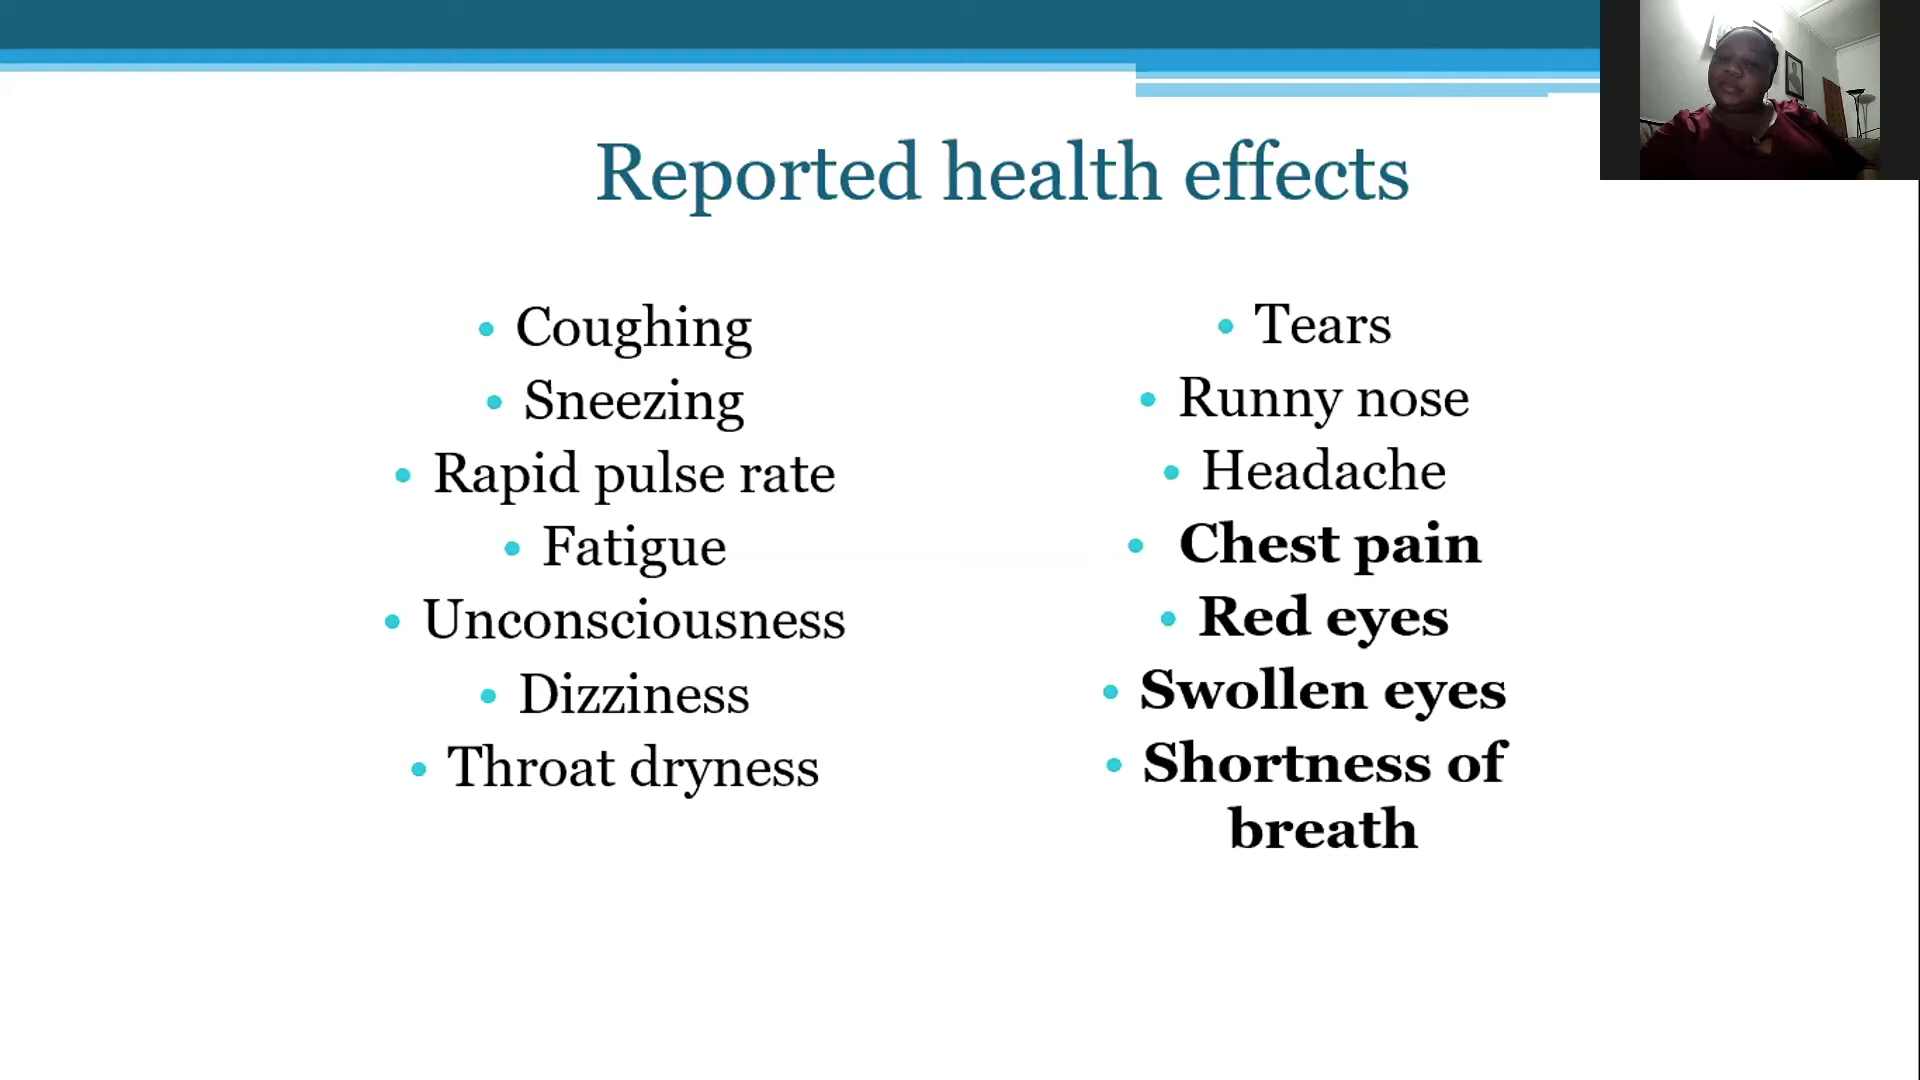 Reported health effects
• Coughing
• Sneezing
• Rapid pulse rate
• Fatigue
• Unconsciousness
• Dizziness
• Throat dryness
• Tears
• Runny nose
• Headache
• Chest pain
• Red eyes
• Swollen eyes
• Shortness of
breath